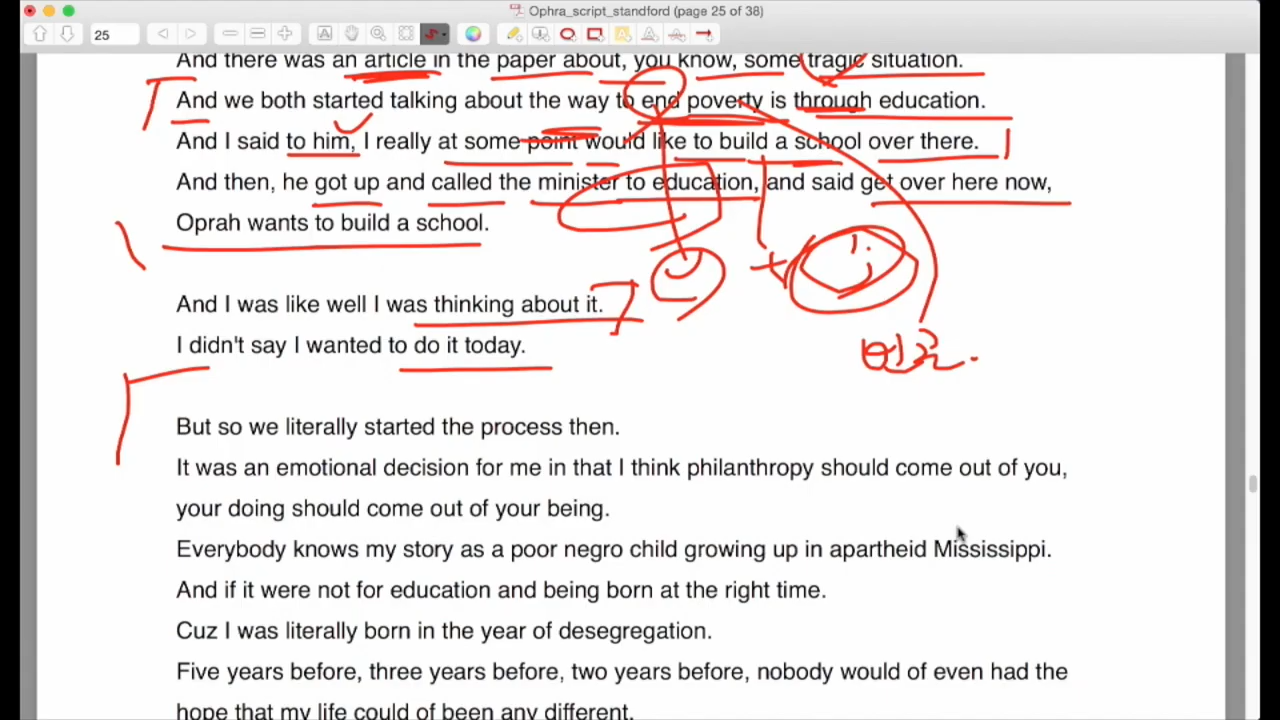 Ophra_script_standford (page 25 of 38)
25
And there was an article in the paper about, you know, some tragic situation.
And we both started talking about the way to end poverty is through education.
And I said to him, I really at some point would like to build a school over there.
And then, he got up and called the minister to education, and said get over here now,
Oprah wants to build a school.
And I was like well I was thinking about it.
I didn't say I wanted to do it today.
But so we literally started the process then.
It was an emotional decision for me in that I think philanthropy should come out of you,
your doing should come out of your being.
Everybody knows my story as a poor negro child growing up in apartheid Mississippi.
And if it were not for education and being born at the right time.
Cuz I was literally born in the year of desegregation.
Five years before, three years before, two years before, nobody would of even had the
hope that my life could of been any different.